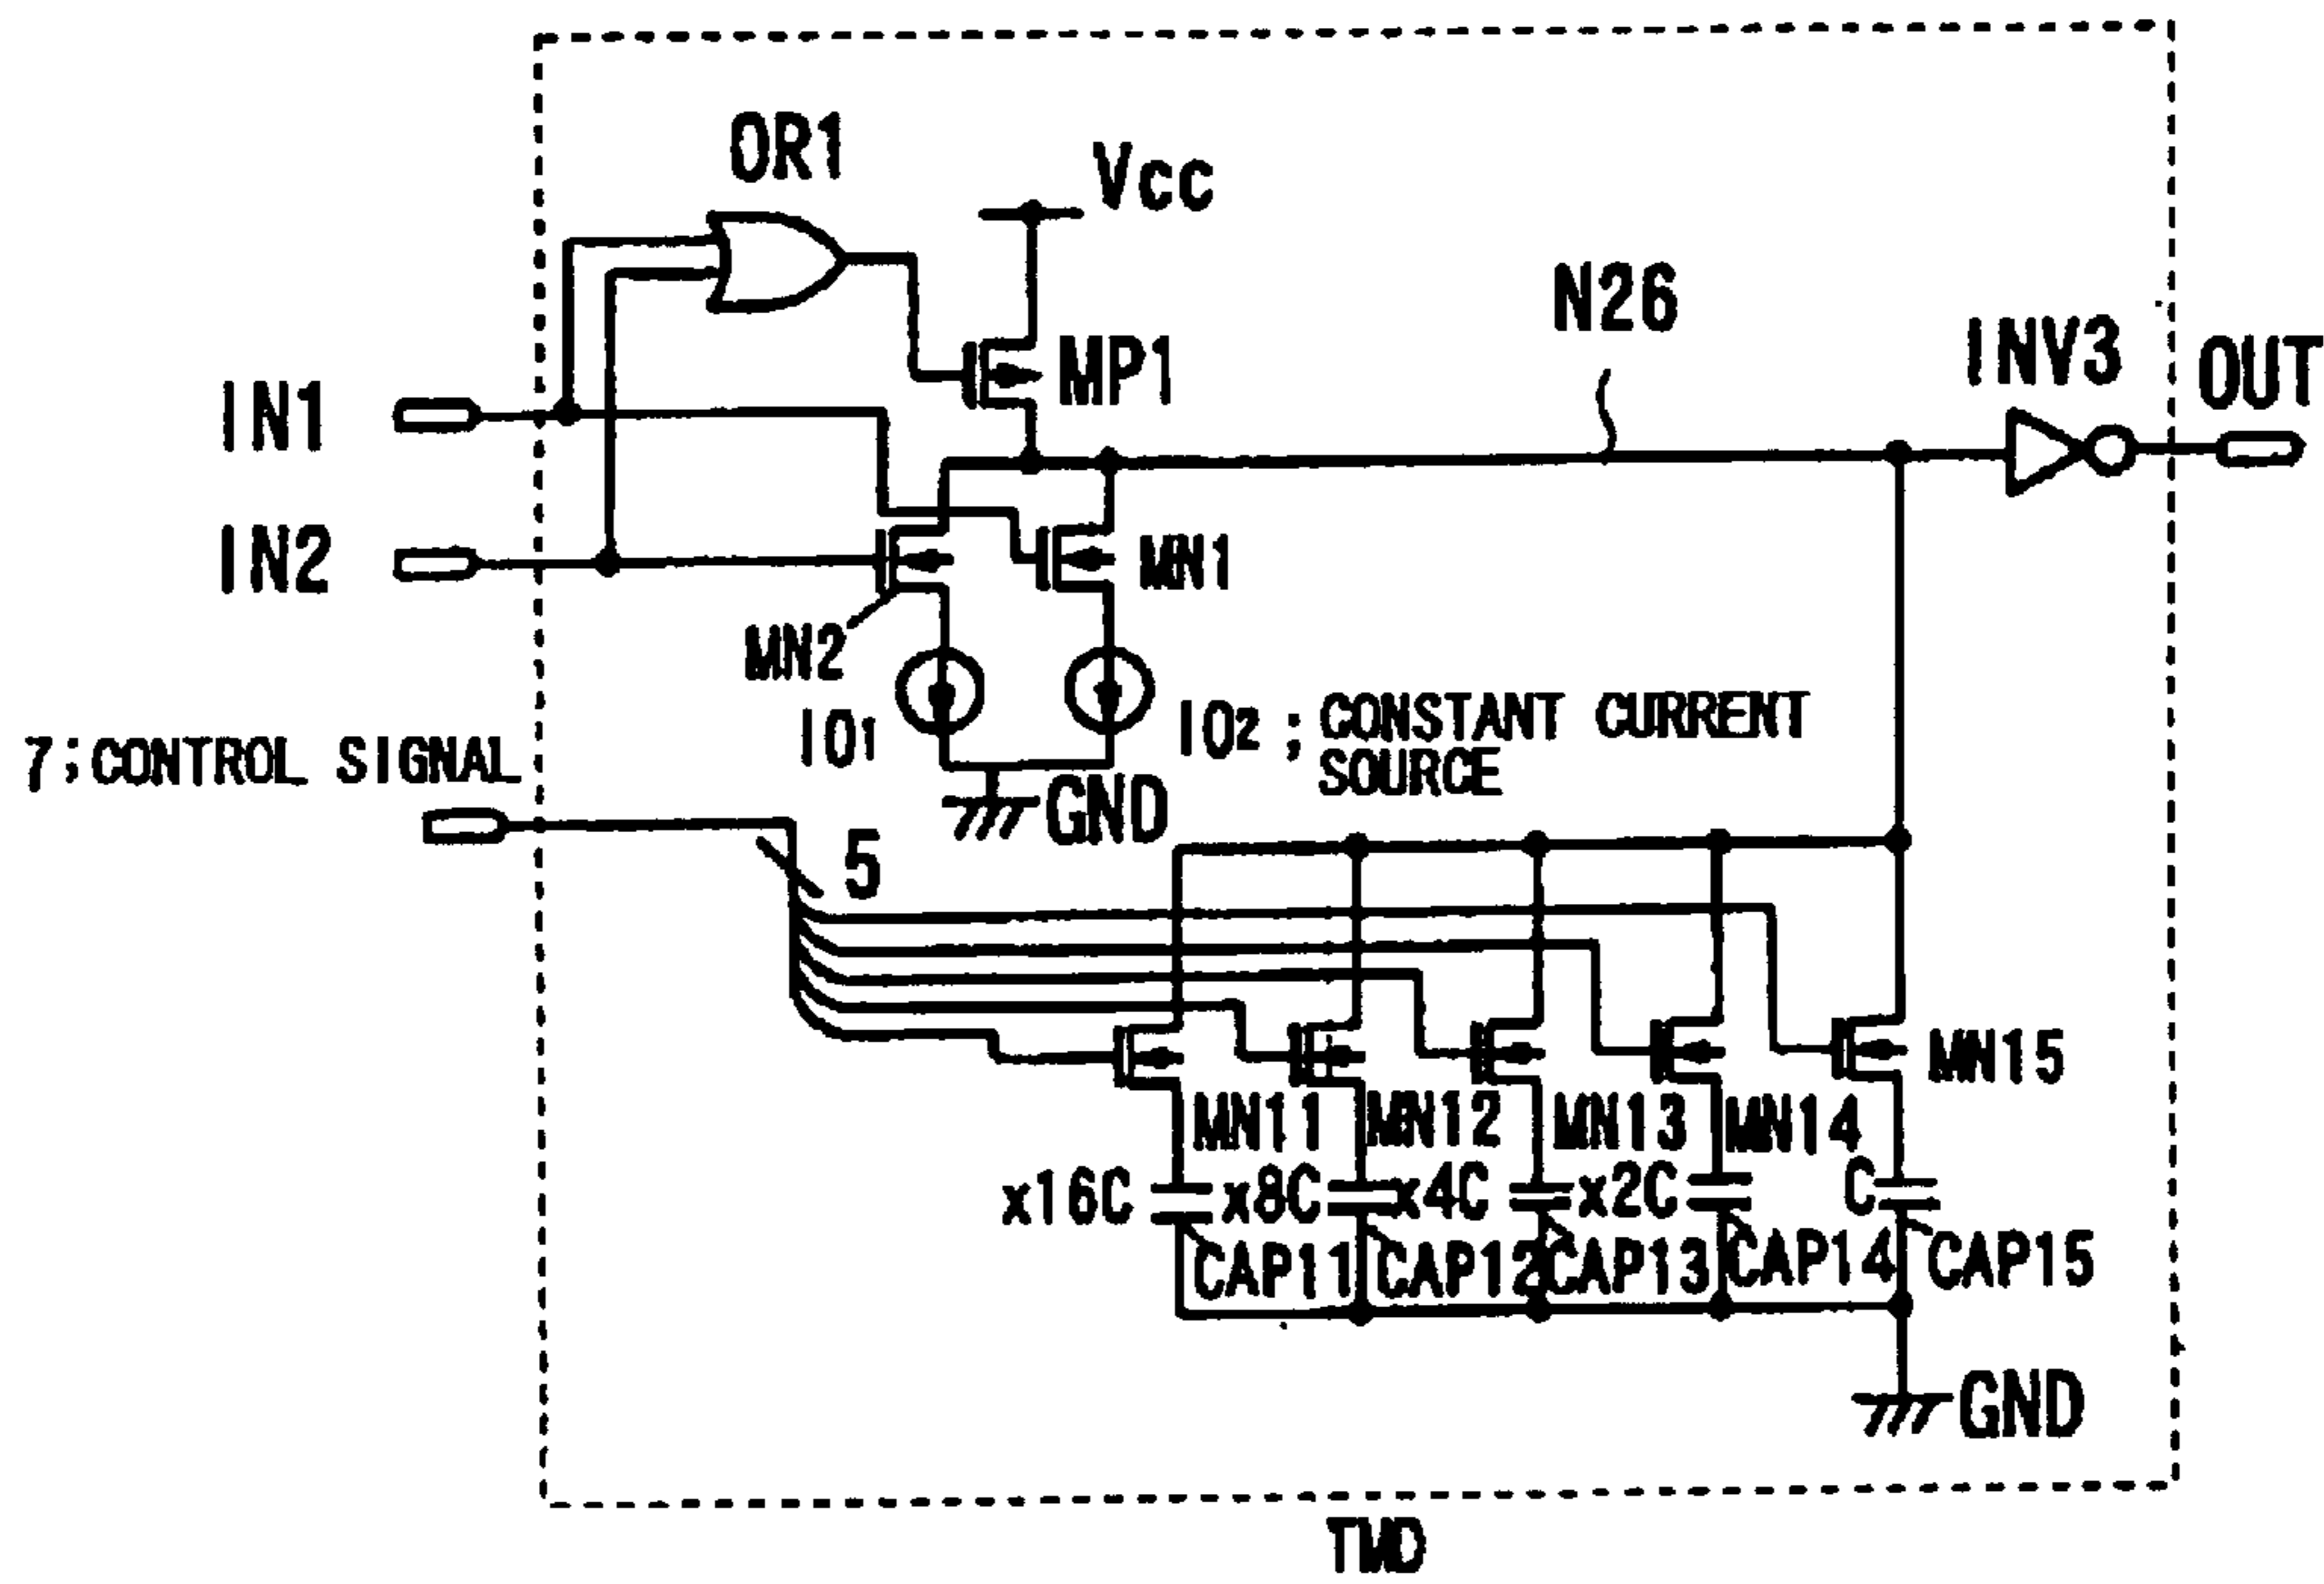 OR1
Vcc
N26
INV3
OUT
MP1
IN1
IN2
MN1
MN2
IO1
IO2 ; CONSTANT CURRENT
SOURCE
7;CONTROL SIGNAL
GND
5
MN15
MN11 MN12 MN13 MN14
x16C x8C x4C x2C C
CAP11 CAP12 CAP13 CAP14 CAP15
GND
TMD